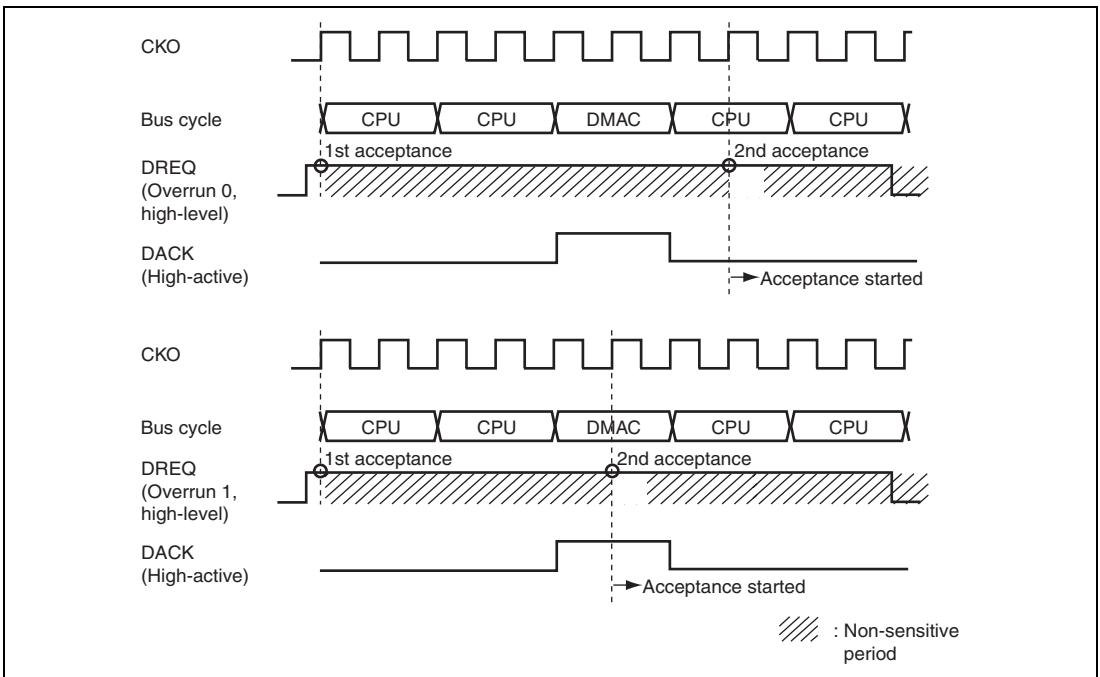 CKO
Bus cycle
CPU CPU DMAC CPU CPU
1st acceptance 2nd acceptance
DREQ
(Overrun 0,
high-level)
DACK
(High-active)
Acceptance started
CKO
Bus cycle
CPU CPU DMAC CPU CPU
1st acceptance 2nd acceptance
DREQ
(Overrun 1,
high-level)
DACK
(High-active)
Acceptance started
: Non-sensitive
period